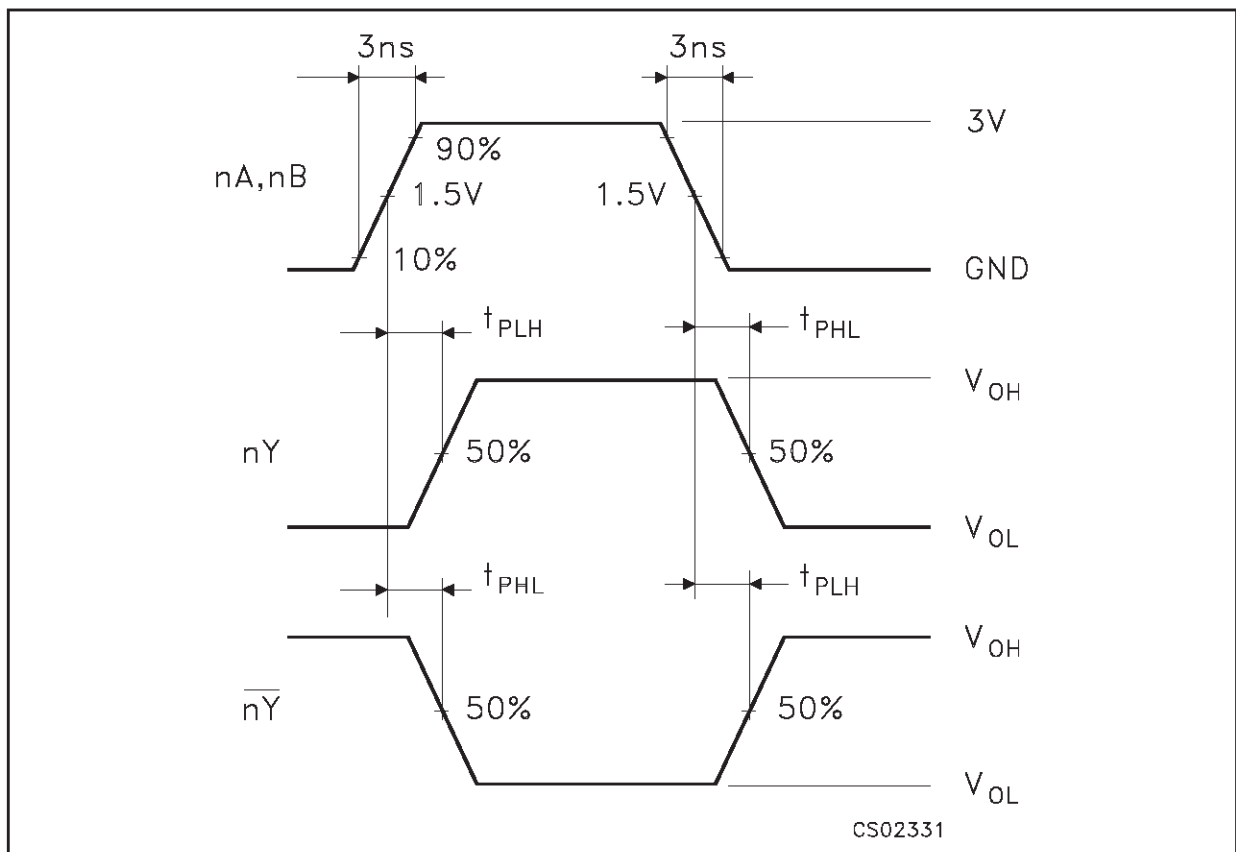 3ns 3ns
3V
90%
nA,nB 1.5V 1.5V
10% GND
tPLH tPHL
VOH
nY 50% 50%
VOL
tPHL tPLH
VOH
nY 50% 50%
VOL
CS02331